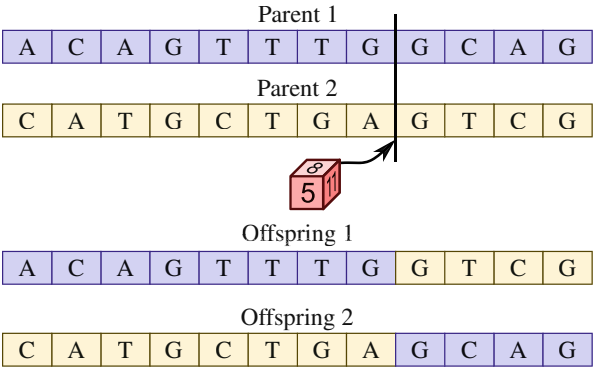 Parent 1
A C A G T T T G G C A G
Parent 2
C A T G C T G A G T C G
8
5 11
Offspring 1
A C A G T T T G G T C G
Offspring 2
C A T G C T G A G C A G